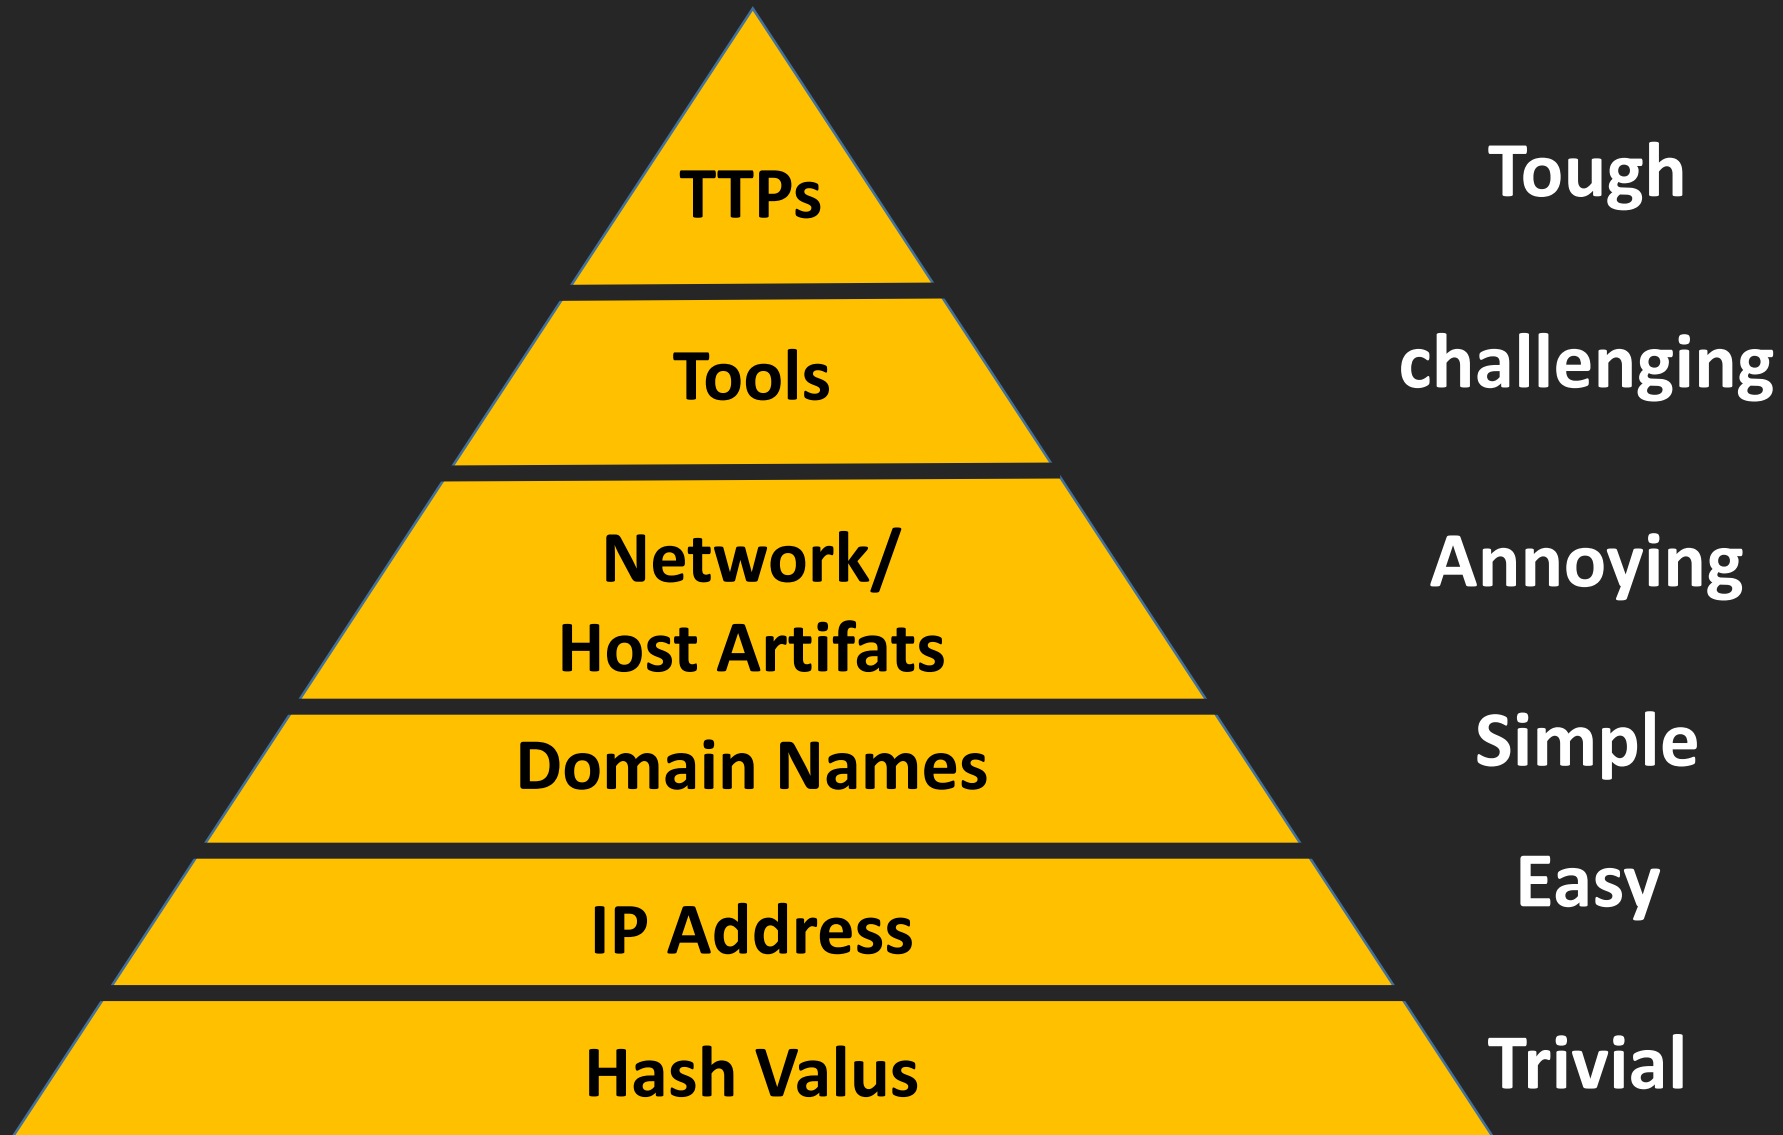 TTPs
Tough
Tools
challenging
Network/
Host Artifats
Annoying
Domain Names
Simple
IP Address
Easy
Hash Valus
Trivial